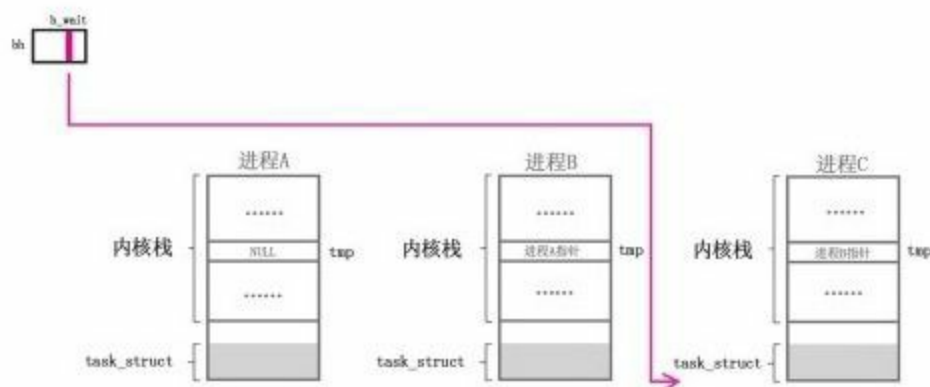 b_wait
bh
进程A 进程B 进程C
...... ...... ......
内核栈 NULL tmp 内核栈 进程A指针 tmp 内核栈 进程B指针 tmp
...... ...... ......
task_struct task_struct task_struct